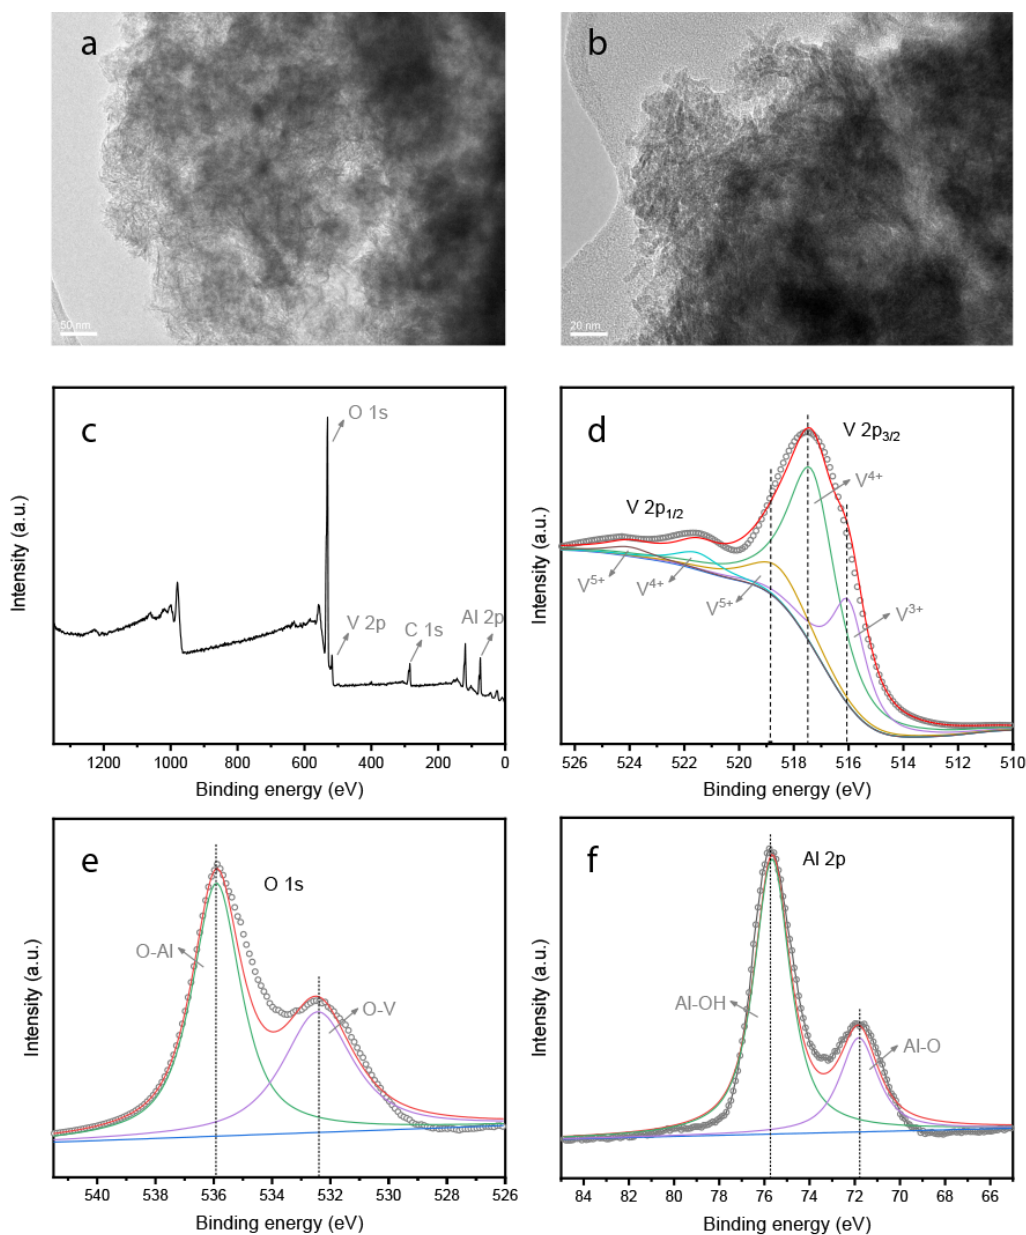 a
50 nm
b
20 nm
c
O 1s
V 2p
C 1s
Al 2p
Intensity (a.u.)
1200 1000 800 600 400 200 0
Binding energy (eV)
d
V 2p3/2
V4+
V 2p1/2
V5+
V4+
V5+
V3+
Intensity (a.u.)
526 524 522 520 518 516 514 512 510
Binding energy (eV)
e
O 1s
O-Al
O-V
Intensity (a.u.)
540 538 536 534 532 530 528 526
Binding energy (eV)
f
Al 2p
Al-OH
Al-O
Intensity (a.u.)
84 82 80 78 76 74 72 70 68 66
Binding energy (eV)